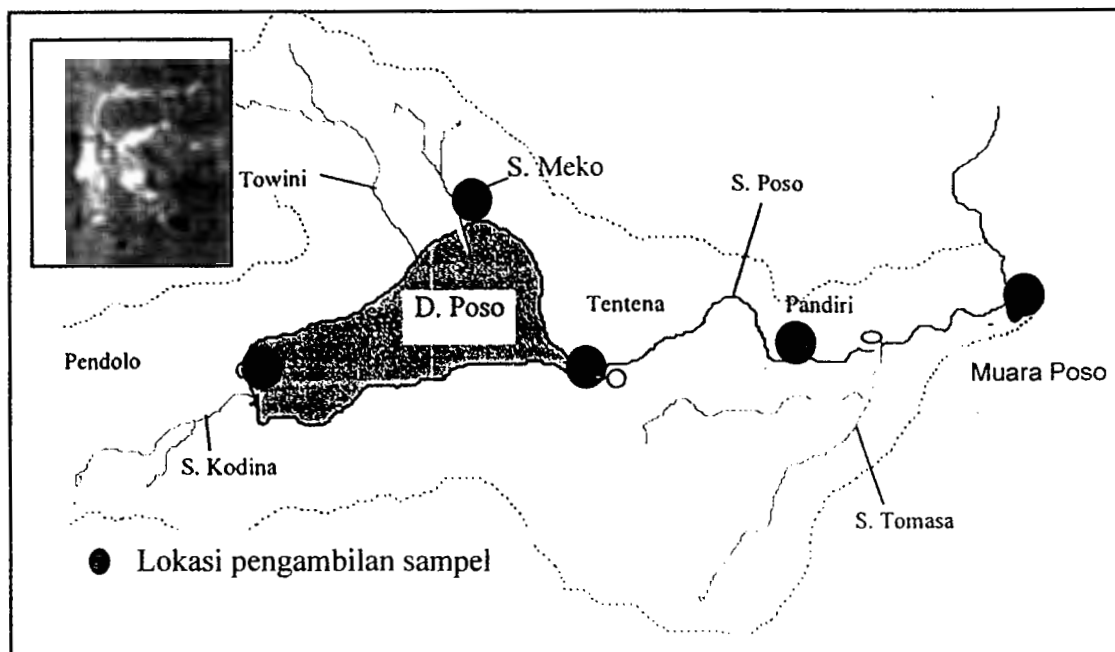 S. Meko
Towini
S. Poso
D. Poso
Tentena
Pandiri
Pendolo
Muara Poso
S. Kodina
S. Tomasa
Lokasi pengambilan sampel